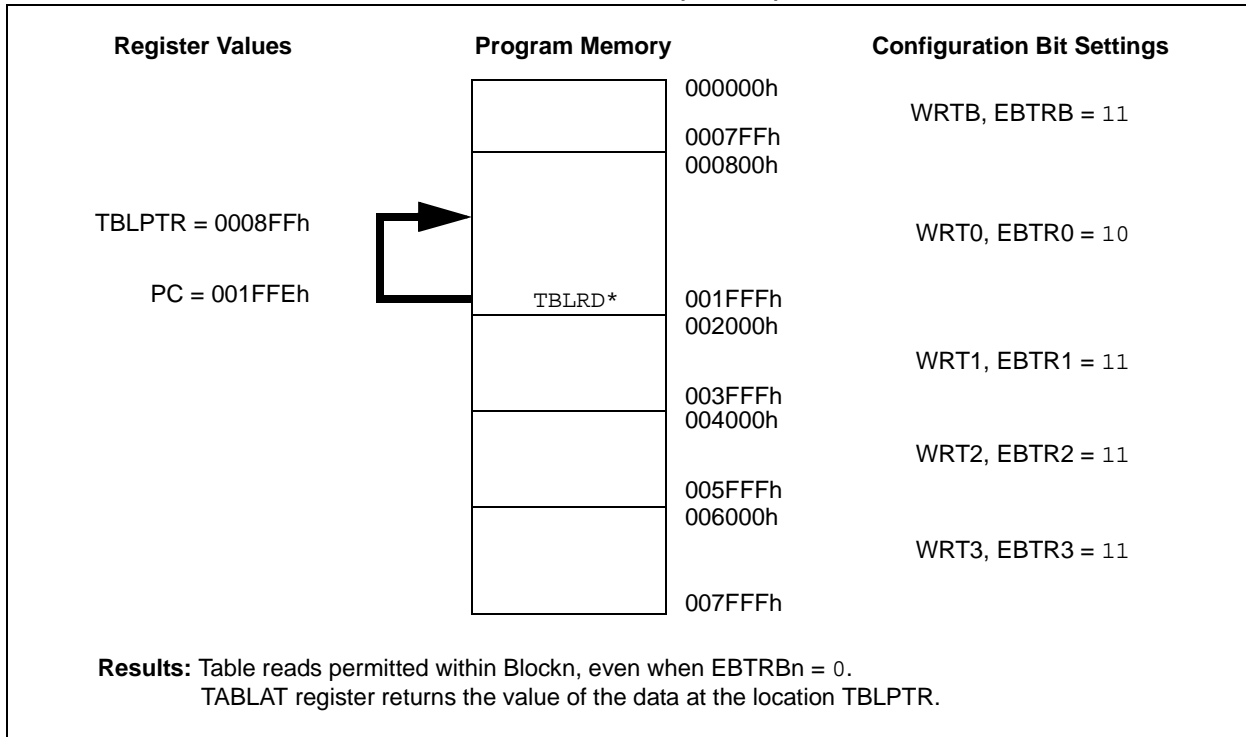 Register Values Program Memory Configuration Bit Settings
000000h
WRTB, EBTRB = 11
0007FFh
000800h
TBLPTR = 0008FFh
WRT0, EBTR0 = 10
PC = 001FFEh
TBLRD*
001FFFh
002000h
WRT1, EBTR1 = 11
003FFFh
004000h
WRT2, EBTR2 = 11
005FFFh
006000h
WRT3, EBTR3 = 11
007FFFh
Results: Table reads permitted within Blockn, even when EBTRBn = 0.
TABLAT register returns the value of the data at the location TBLPTR.